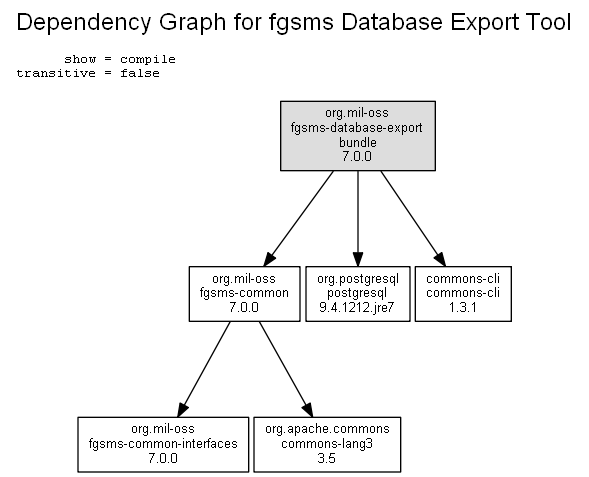 Dependency Graph for fgsms Database Export Tool
show = compile
transitive = false
org.mil-oss
fgsms-database-export
bundle
7.0.0
org.mil-oss
fgsms-common
7.0.0
org.postgresql
postgresql
9.4.1212.jre7
commons-cli
commons-cli
1.3.1
org.mil-oss
fgsms-common-interfaces
7.0.0
org.apache.commons
commons-lang3
3.5